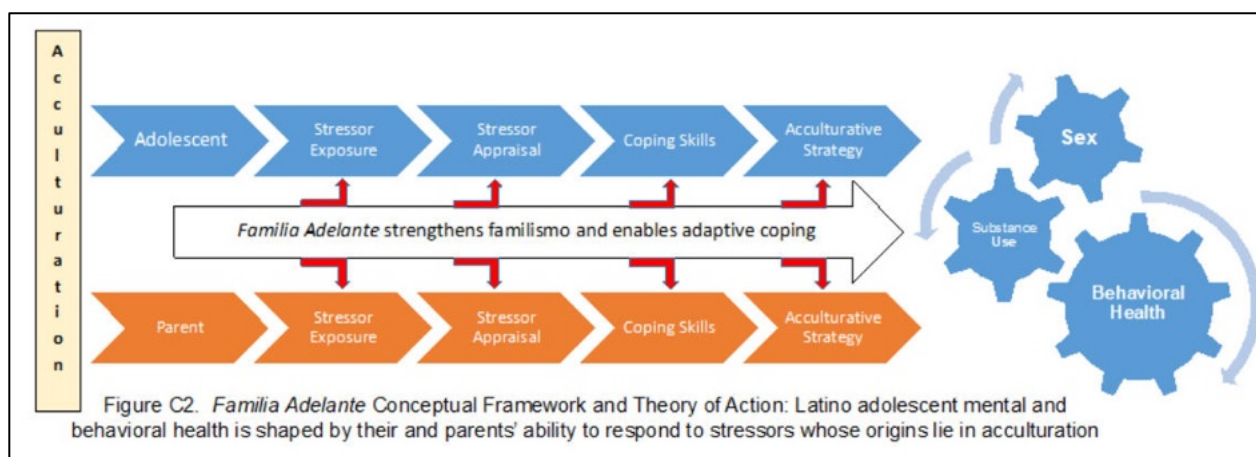 Acculturation
Adolescent
Stressor
Exposure
Stressor
Appraisal
Coping Skills
Acculturative
Strategy
Familia Adelante strengthens familismo and enables adaptive coping
Parent
Stressor
Exposure
Stressor
Appraisal
Coping Skills
Acculturative
Strategy
Sex
Substance
Use
Behavioral
Health
Figure C2. Familia Adelante Conceptual Framework and Theory of Action: Latino adolescent mental and
behavioral health is shaped by their and parents' ability to respond to stressors whose origins lie in acculturation